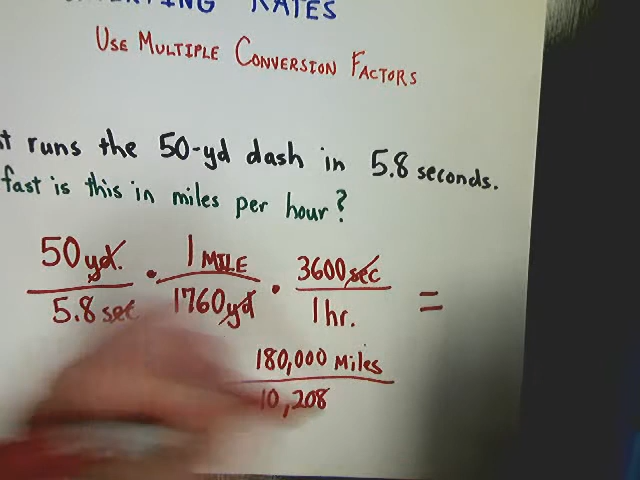 RATES
USE MULTIPLE CONVERSION FACTORS
runs the 50-yd dash in 5.8 seconds.
fast is this in miles per hour?
50 yd. · 1 MILE · 3600 sec =
5.8 sec 1760 yd 1 hr.
180,000 Miles
10,208